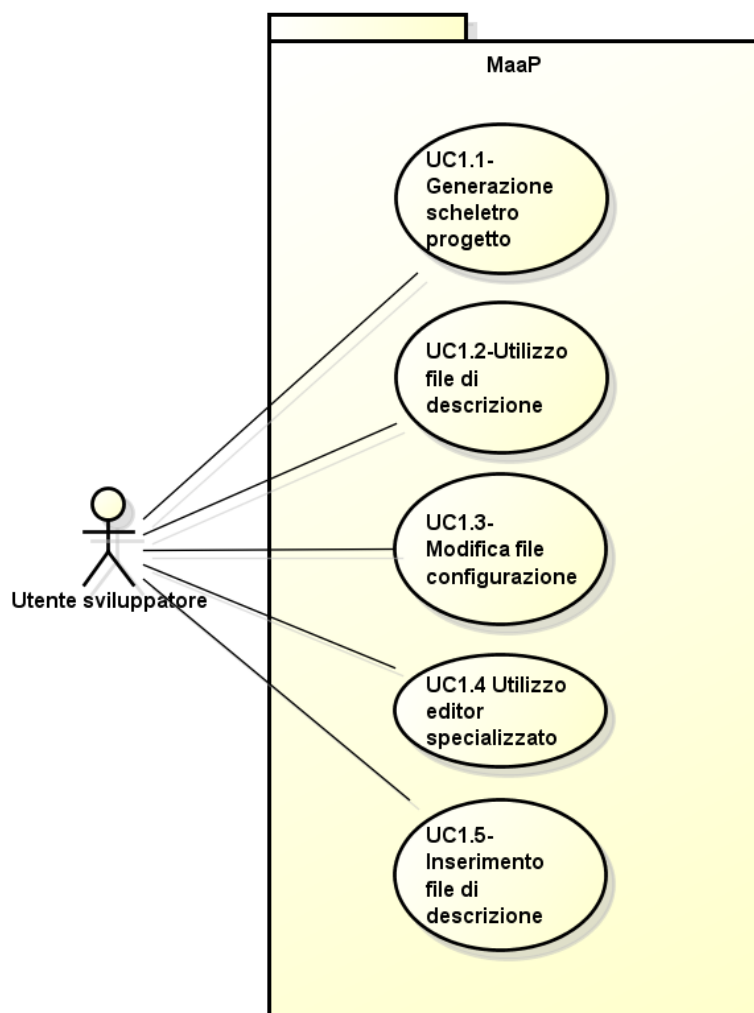 MaaP
UC1.1-
Generazione
scheletro
progetto
UC1.2-Utilizzo
file di
descrizione
UC1.3-
Modifica file
configurazione
Utente sviluppatore
UC1.4 Utilizzo
editor
specializzato
UC1.5-
Inserimento
file di
descrizione